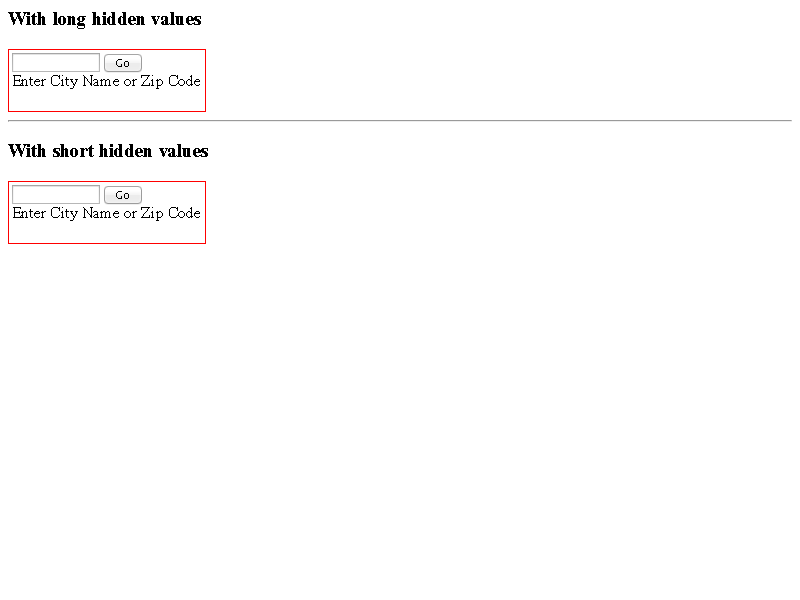 With long hidden values
Go
Enter City Name or Zip Code
With short hidden values
Go
Enter City Name or Zip Code